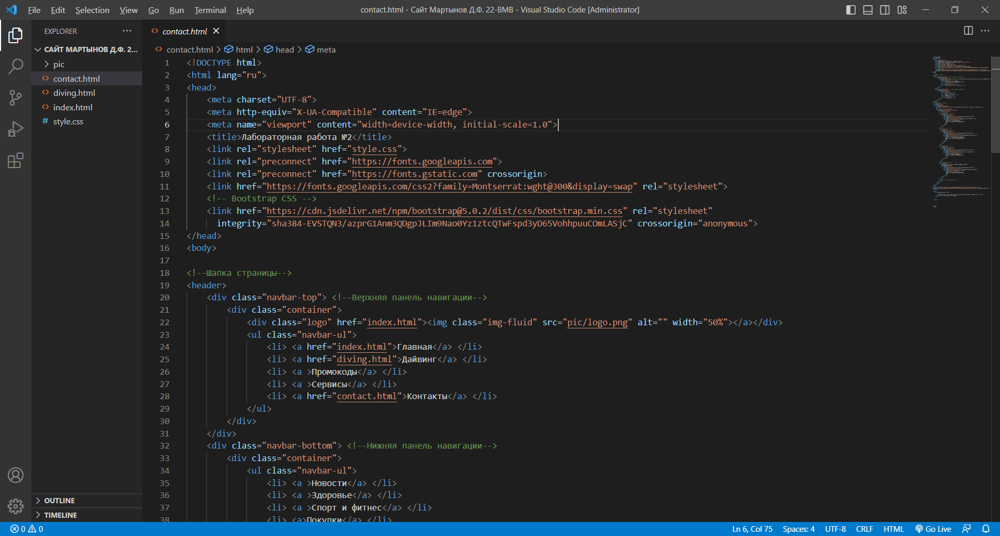 File Edit Selection View Go Run Terminal Help
contact.html - Сайт Мартынов Д.Ф. 22-ВМВ - Visual Studio Code [Administrator]
EXPLORER
САЙТ МАРТЫНОВ Д.Ф. 2...
pic
contact.html
diving.html
index.html
style.css
OUTLINE
TIMELINE
contact.html
contact.html > html > head > meta
1 <!DOCTYPE html>
2 <html lang="ru">
3 <head>
4 <meta charset="UTF-8">
5 <meta http-equiv="X-UA-Compatible" content="IE=edge">
6 <meta name="viewport" content="width=device-width, initial-scale=1.0">
7 <title>Лабораторная работа №2</title>
8 <link rel="stylesheet" href="style.css">
9 <link rel="preconnect" href="https://fonts.googleapis.com">
10 <link rel="preconnect" href="https://fonts.gstatic.com" crossorigin>
11 <link href="https://fonts.googleapis.com/css2?family=Montserrat:wght@300&display=swap" rel="stylesheet">
12 <!-- Bootstrap CSS -->
13 <link href="https://cdn.jsdelivr.net/npm/bootstrap@5.0.2/dist/css/bootstrap.min.css" rel="stylesheet"
14 integrity="sha384-EVSTQN3/azprG1Anm3QDgpJLIm9Nao0Yz1ztcQTwFspd3yD65VohhpuuCOmLASjC" crossorigin="anonymous">
15 </head>
16 <body>
17
18 <!--Шапка страницы-->
19 <header>
20 <div class="navbar-top"> <!--Верхняя панель навигации-->
21 <div class="container">
22 <div class="logo" href="index.html"><img class="img-fluid" src="pic/logo.png" alt="" width="50%"></a></div>
23 <ul class="navbar-ul">
24 <li> <a href="index.html">Главная</a> </li>
25 <li> <a href="diving.html">Дайвинг</a> </li>
26 <li> <a >Промокоды</a> </li>
27 <li> <a >Сервисы</a> </li>
28 <li> <a href="contact.html">Контакты</a> </li>
29 </ul>
30 </div>
31 </div>
32 <div class="navbar-bottom"> <!--Нижняя панель навигации-->
33 <div class="container">
34 <ul class="navbar-ul">
35 <li> <a >Новости</a> </li>
36 <li> <a >Здоровье</a> </li>
37 <li> <a >Спорт и фитнес</a> </li>
38 <li> <a>Покупки</a> </li>
0 0
Ln 6, Col 75 Spaces: 4 UTF-8 CRLF HTML Go Live